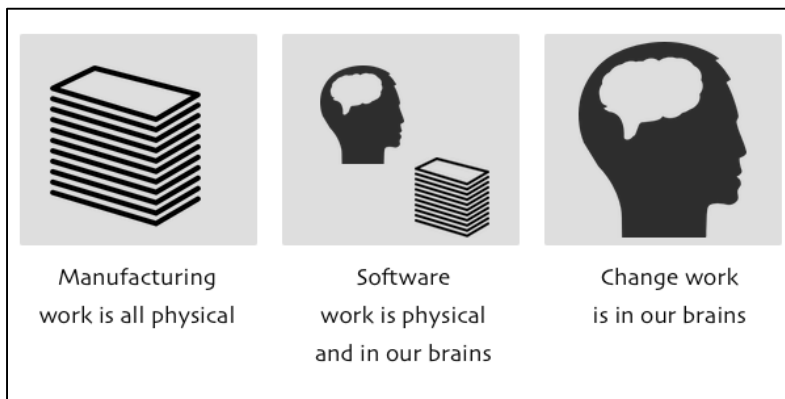 Manufacturing
work is all physical
Software
work is physical
and in our brains
Change work
is in our brains